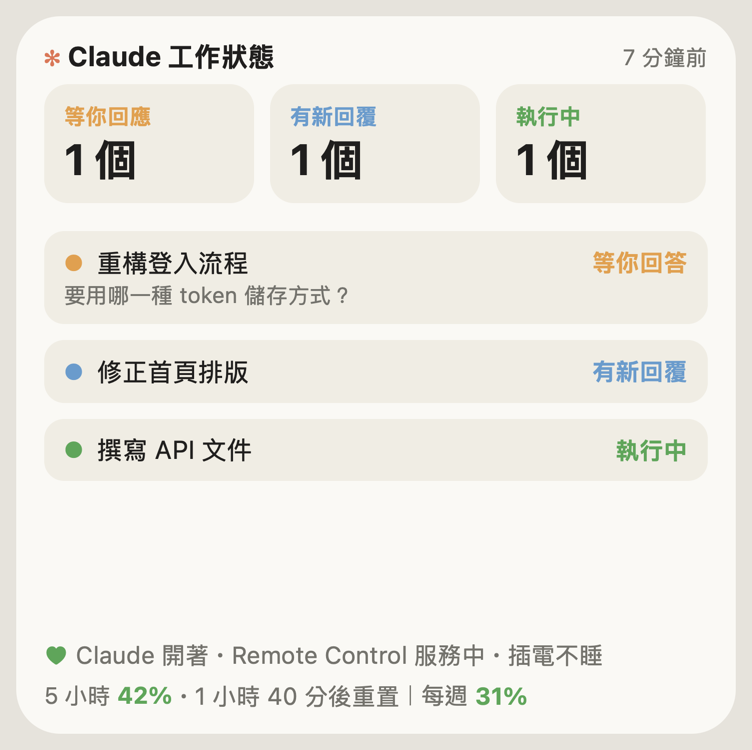 ✻ Claude 工作狀態 7 分鐘前
等你回應 有新回覆 執行中
1 個 1 個 1 個
重構登入流程 等你回答
要用哪一種 token 儲存方式？
修正首頁排版 有新回覆
撰寫 API 文件 執行中
Claude 開著・Remote Control 服務中・插電不睡
5 小時 42%・1 小時 40 分後重置｜每週 31%